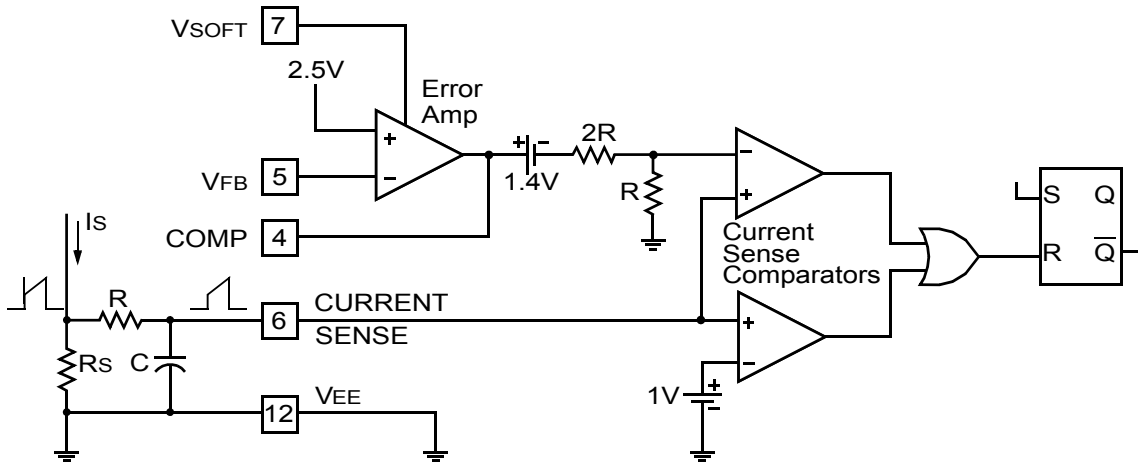 VSOFT 7
2.5V
Error
Amp
+
−
VFB 5
COMP 4
+ −
1.4V
2R
R
−
+
Current
Sense
Comparators
S Q
R Q̅
IS
R
RS
C
6 CURRENT
SENSE
+
−
1V
+
−
12 VEE